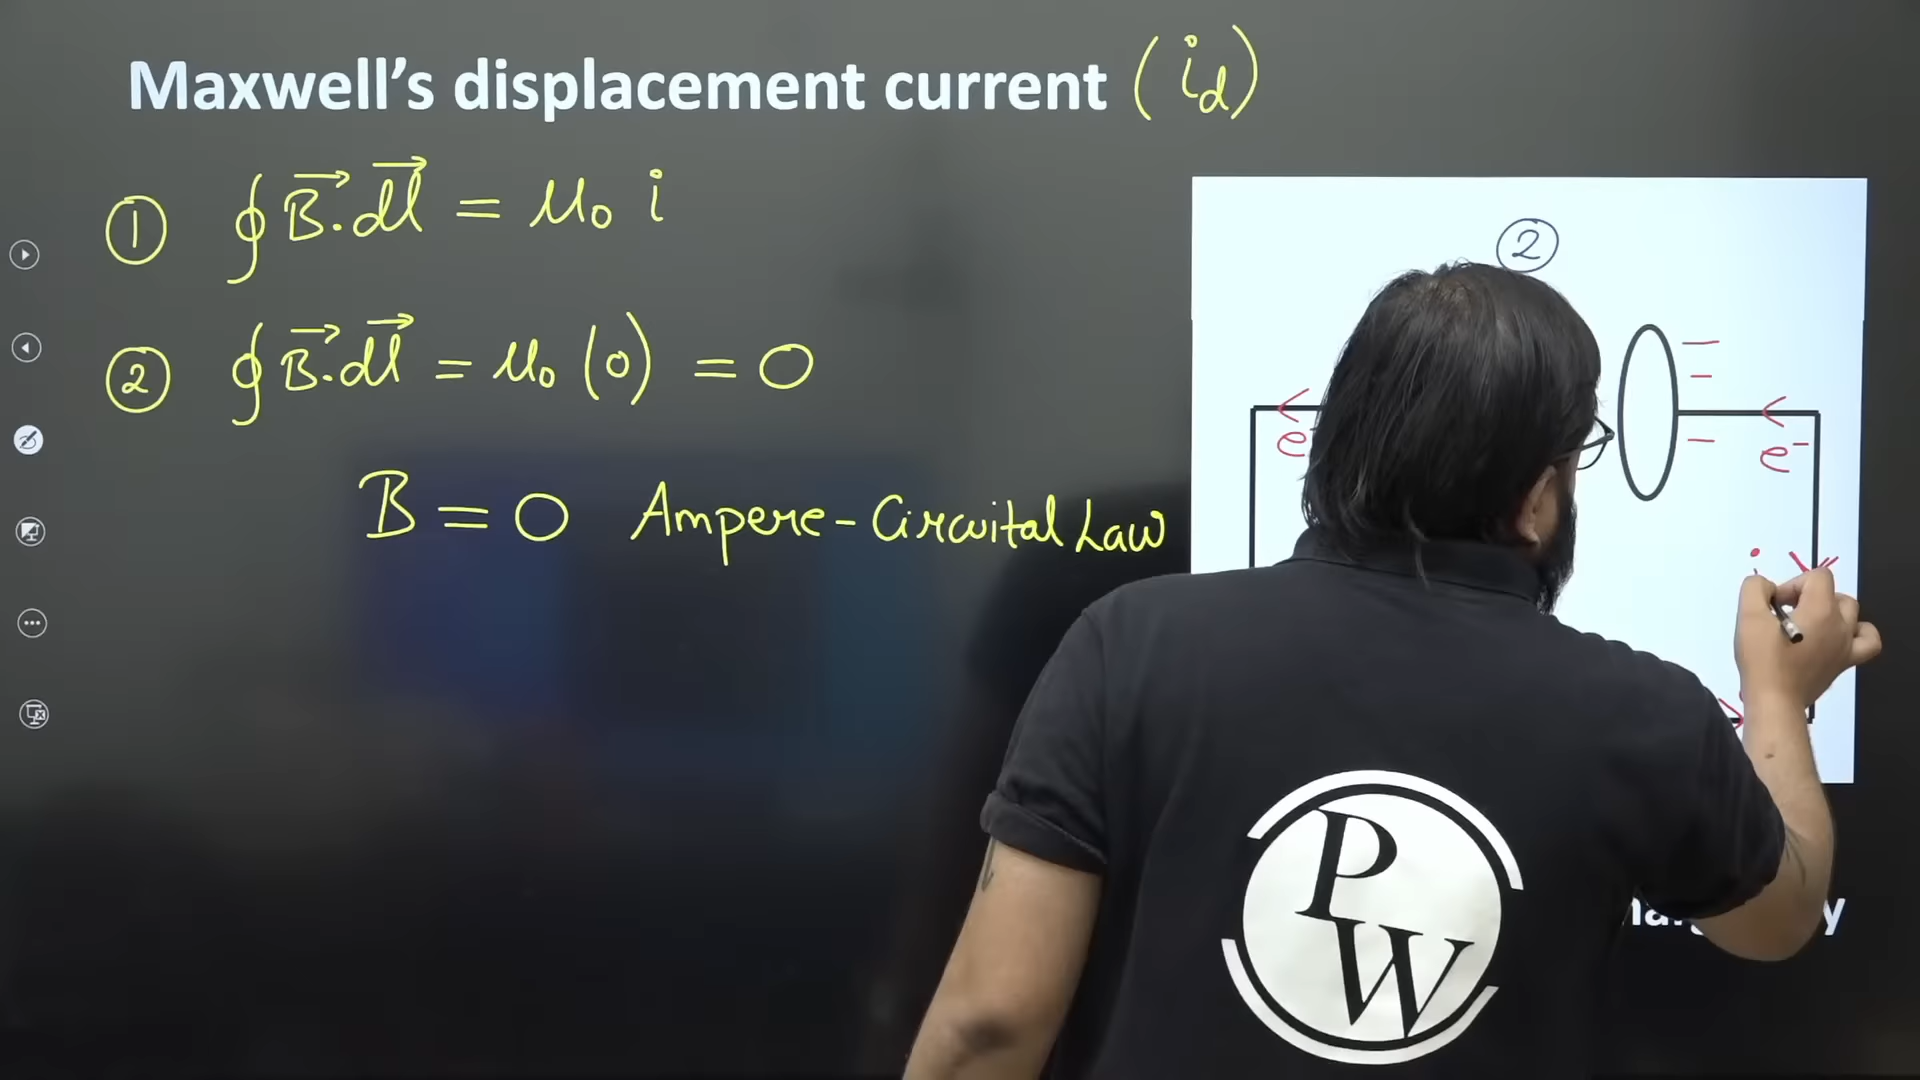 Maxwell's displacement current (i_d)
① ∮ B⃗.dl⃗ = μ₀ i
② ∮ B⃗.dl⃗ = μ₀ (0) = 0
B = 0 Ampere-Circuital Law
②
e e⁻
i
P
W